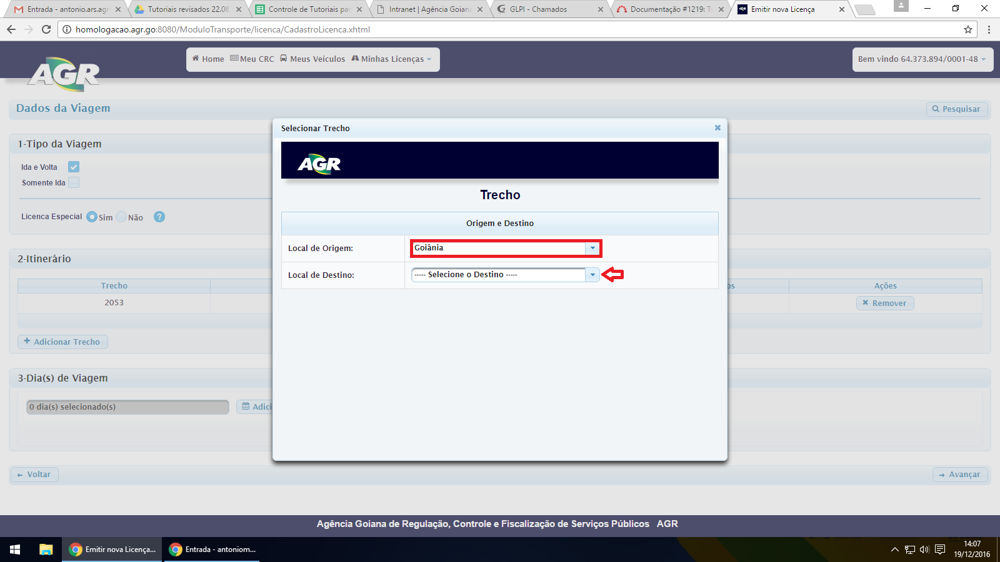 Entrada - antonio.ars.agr
Tutoriais revisados 22.08.
Controle de Tutoriais pa
Intranet | Agência Goian
GLPI - Chamados
Documentação #1219: Tu
Emitir nova Licença
homologacao.agr.go:8080/ModuloTransporte/licenca/CadastroLicenca.xhtml
AGR
Home
Meu CRC
Meus Veículos
Minhas Licenças
Bem vindo 64.373.894/0001-48
Dados da Viagem
Pesquisar
Selecionar Trecho
1-Tipo da Viagem
Ida e Volta
Somente Ida
Licenca Especial
Sim
Não
?
AGR
Trecho
Origem e Destino
Local de Origem:
Goiânia
Local de Destino:
----- Selecione o Destino -----
2-Itinerário
Trecho
os
Ações
2053
Remover
Adicionar Trecho
3-Dia(s) de Viagem
0 dia(s) selecionado(s)
Adici
Voltar
Avançar
Agência Goiana de Regulação, Controle e Fiscalização de Serviços Públicos AGR
Emitir nova Licença...
Entrada - antoniom...
14:07
19/12/2016